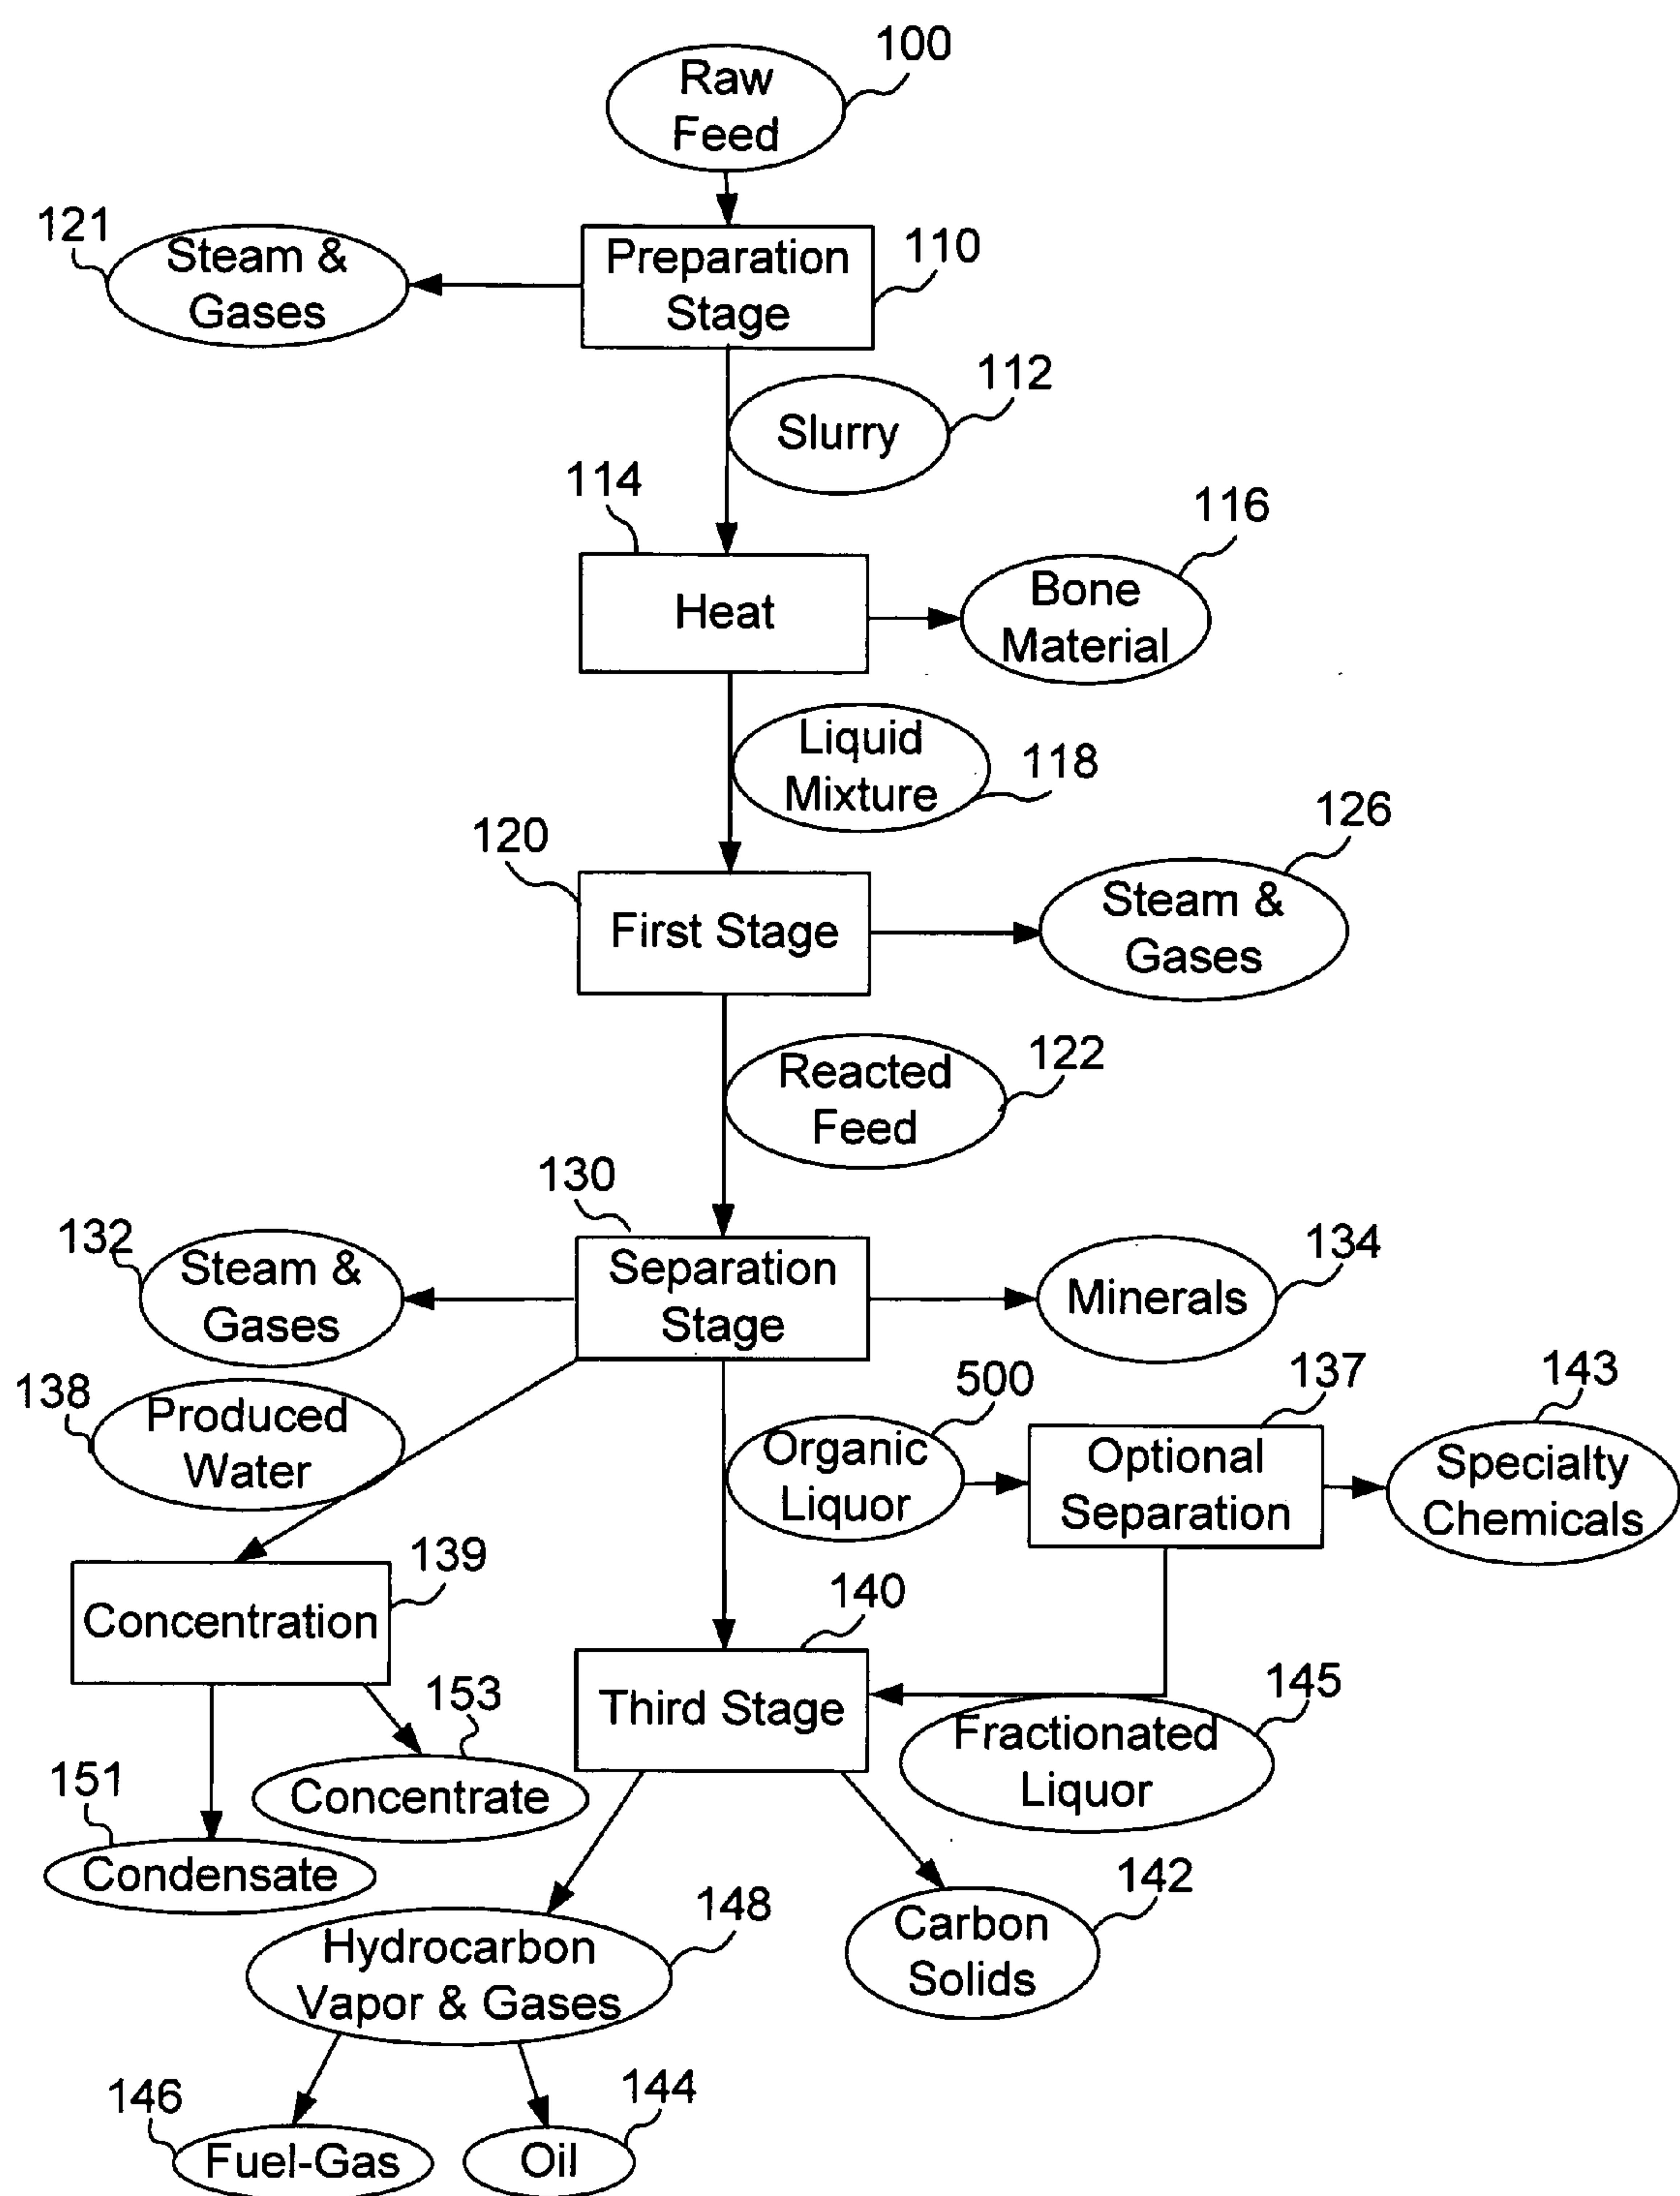 100
Raw
Feed
121
Steam &
Gases
Preparation
Stage
110
112
Slurry
114
116
Heat
Bone
Material
Liquid
Mixture
118
120
126
First Stage
Steam &
Gases
Reacted
Feed
122
130
132
Steam &
Gases
Separation
Stage
134
Minerals
138
Produced
Water
500
Organic
Liquor
137
Optional
Separation
143
Specialty
Chemicals
139
Concentration
140
Third Stage
145
Fractionated
Liquor
153
Concentrate
151
Condensate
148
Hydrocarbon
Vapor & Gases
142
Carbon
Solids
146
Fuel-Gas
144
Oil